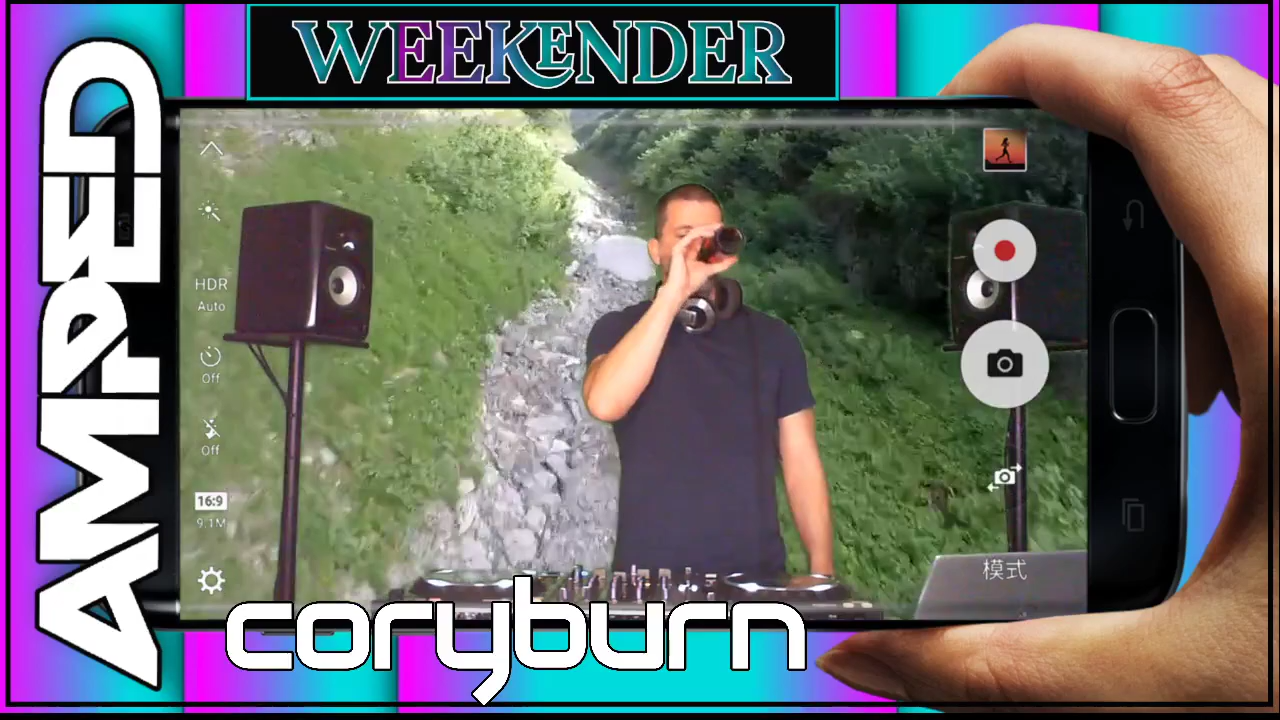 WEEKENDER
AMPED
HDR
Auto
Off
Off
16:9
9.1M
模式
coryburn